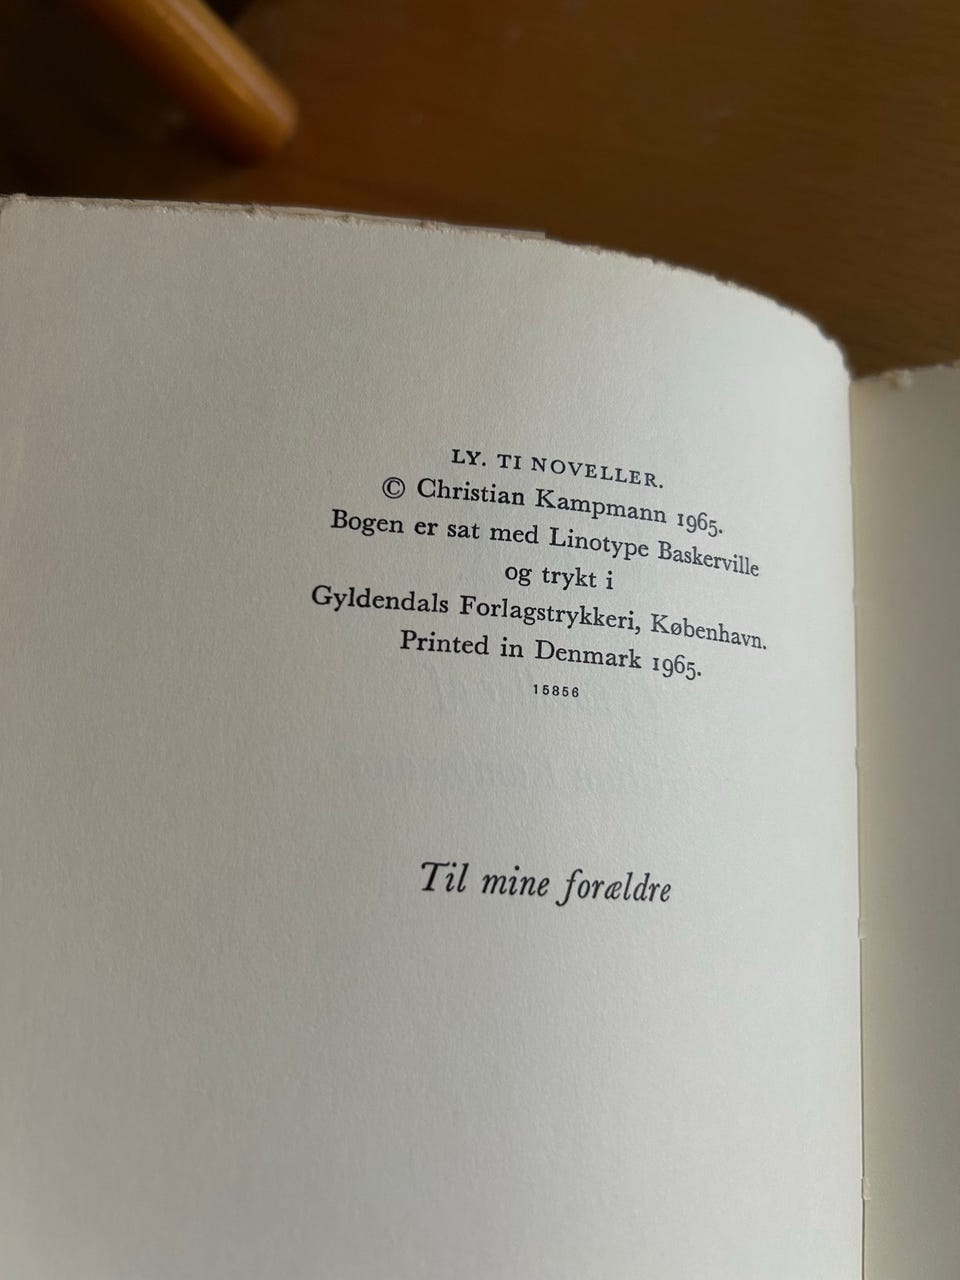 LY. TI NOVELLER.
© Christian Kampmann 1965.
Bogen er sat med Linotype Baskerville
og trykt i
Gyldendals Forlagstrykkeri, København.
Printed in Denmark 1965.
15856
Til mine forældre